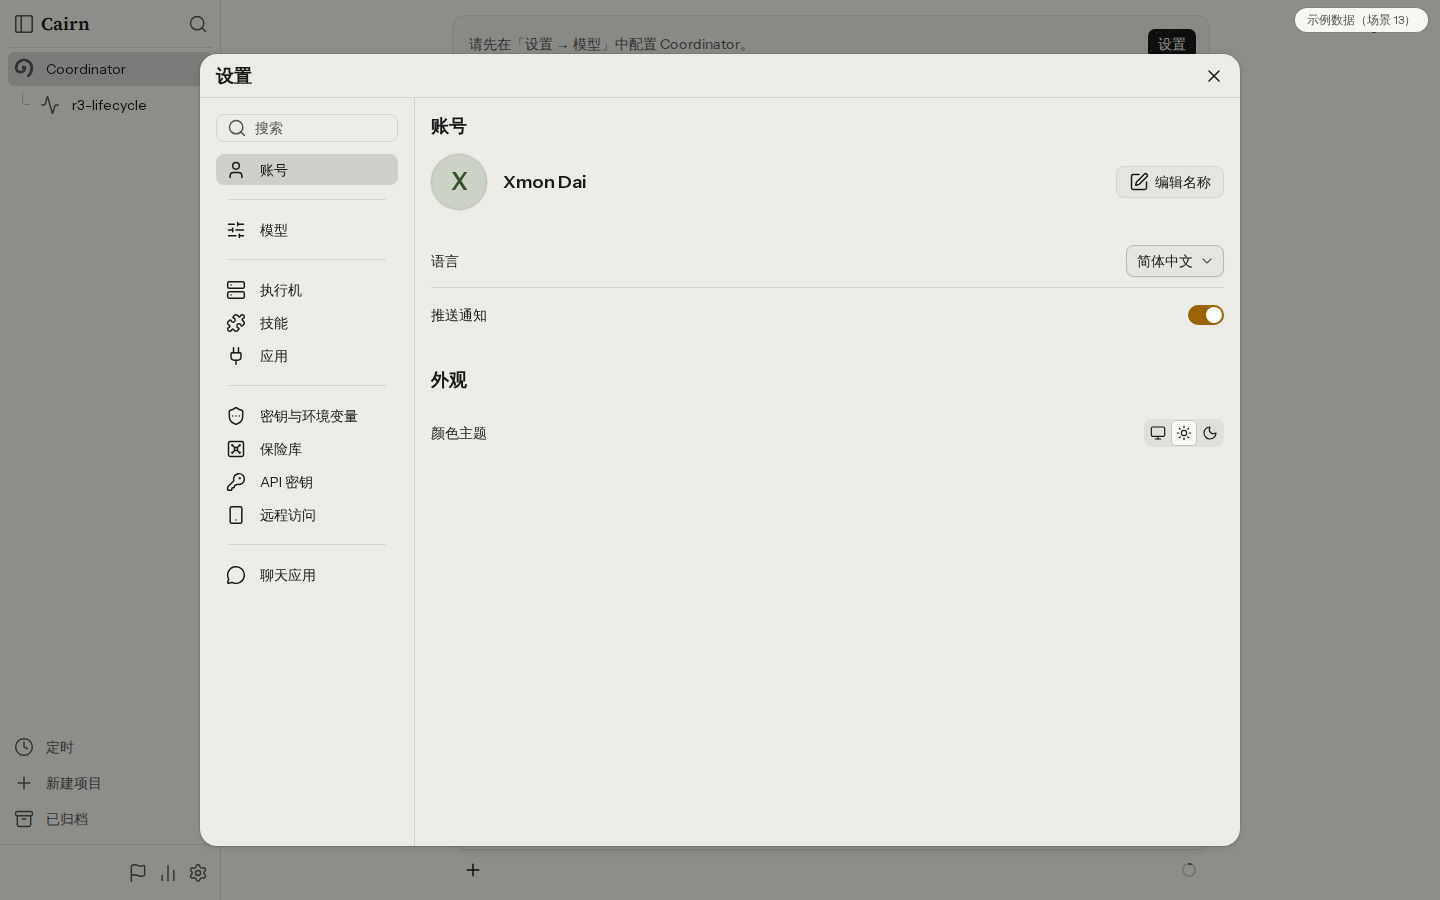 Cairn
Coordinator
r3-lifecycle
定时
新建项目
已归档
请先在「设置 → 模型」中配置 Coordinator。
设置
示例数据（场景 13）
设置
搜索
账号
模型
执行机
技能
应用
密钥与环境变量
保险库
API 密钥
远程访问
聊天应用
账号
X
Xmon Dai
编辑名称
语言
简体中文
推送通知
外观
颜色主题